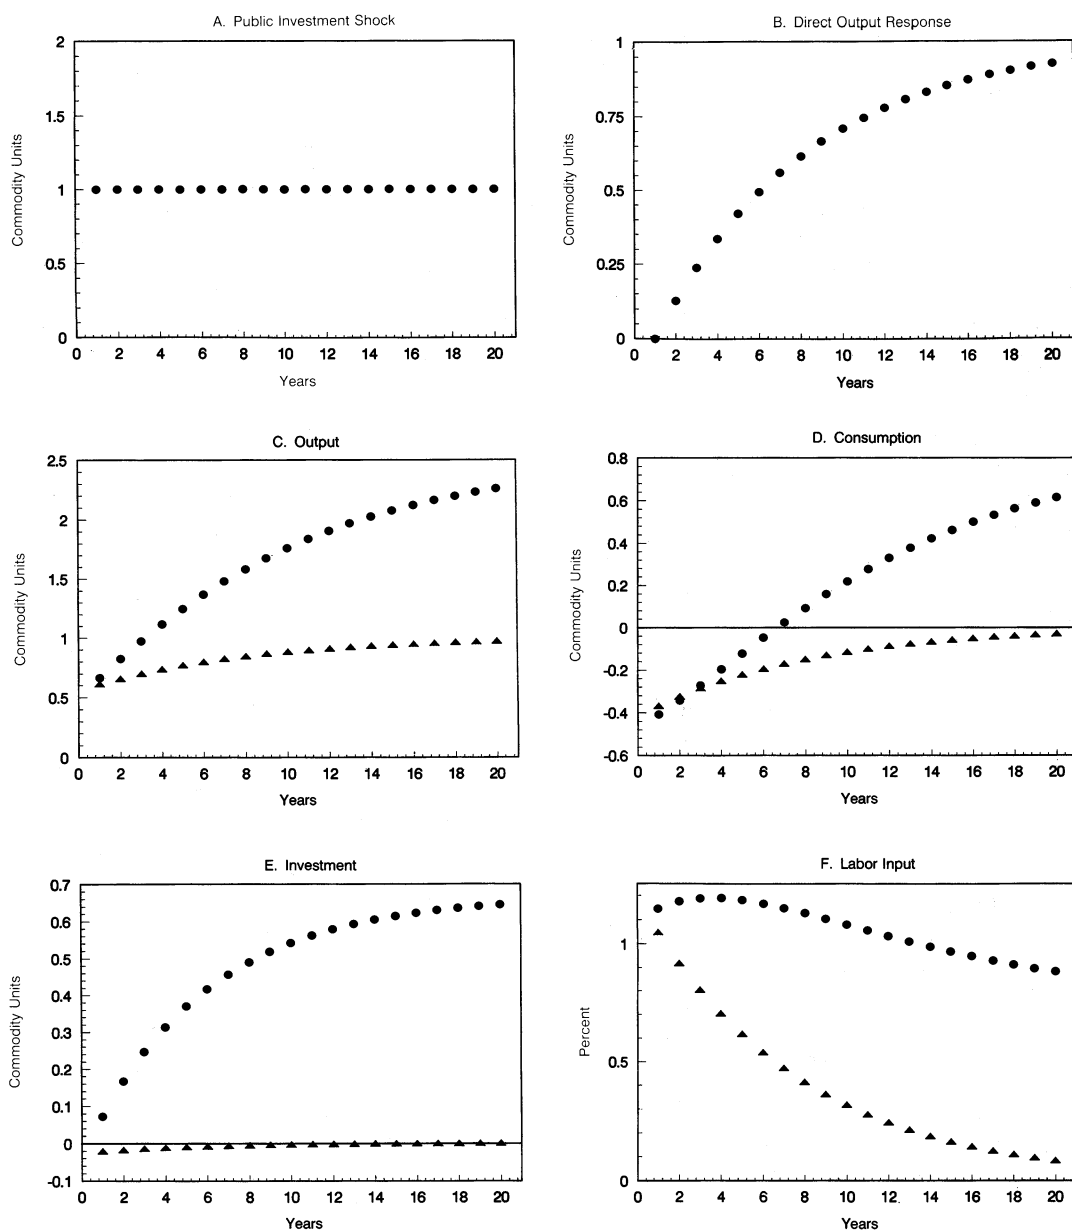 A. Public Investment Shock
2
1.5
1
0.5
0
Commodity Units
0 2 4 6 8 10 12 14 16 18 20
Years
B. Direct Output Response
1
0.75
0.5
0.25
0
Commodity Units
0 2 4 6 8 10 12 14 16 18 20
Years
C. Output
2.5
2
1.5
1
0.5
0
Commodity Units
0 2 4 6 8 10 12 14 16 18 20
Years
D. Consumption
0.8
0.6
0.4
0.2
0
-0.2
-0.4
-0.6
Commodity Units
0 2 4 6 8 10 12 14 16 18 20
Years
E. Investment
0.7
0.6
0.5
0.4
0.3
0.2
0.1
0
-0.1
Commodity Units
0 2 4 6 8 10 12 14 16 18 20
Years
F. Labor Input
1
0.5
0
Percent
0 2 4 6 8 10 12 14 16 18 20
Years